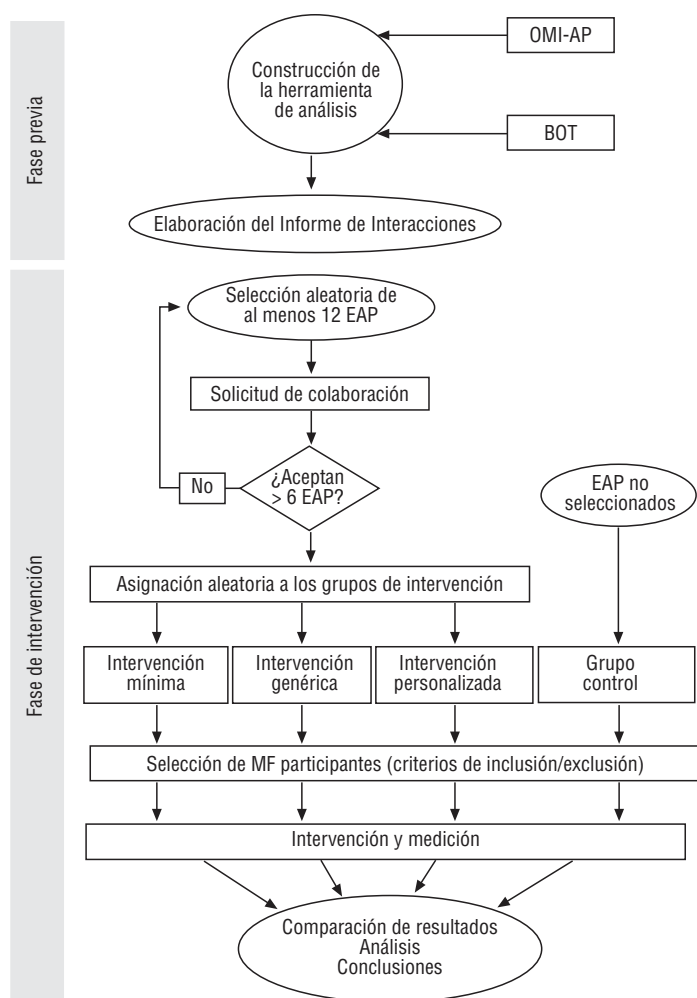 Fase previa
OMI-AP
Construcción de
la herramienta
de análisis
BOT
Elaboración del Informe de Interacciones
Fase de intervención
Selección aleatoria de
al menos 12 EAP
Solicitud de colaboración
¿Aceptan
> 6 EAP?
No
EAP no
seleccionados
Asignación aleatoria a los grupos de intervención
Intervención
mínima
Intervención
genérica
Intervención
personalizada
Grupo
control
Selección de MF participantes (criterios de inclusión/exclusión)
Intervención y medición
Comparación de resultados
Análisis
Conclusiones